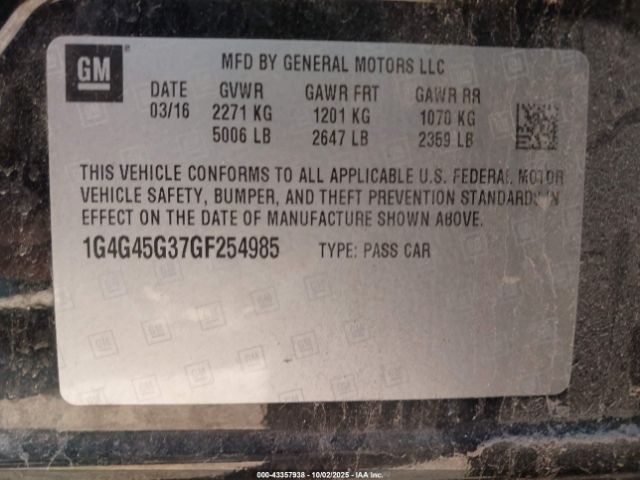 GM
MFD BY GENERAL MOTORS LLC
DATE GVWR GAWR FRT GAWR RR
03/16 2271 KG 1201 KG 1070 KG
5006 LB 2647 LB 2359 LB
THIS VEHICLE CONFORMS TO ALL APPLICABLE U.S. FEDERAL MOTOR
VEHICLE SAFETY, BUMPER, AND THEFT PREVENTION STANDARDS IN
EFFECT ON THE DATE OF MANUFACTURE SHOWN ABOVE.
1G4G45G37GF254985 TYPE: PASS CAR
000-43357938 | 10/02/2025 | IAA Inc.